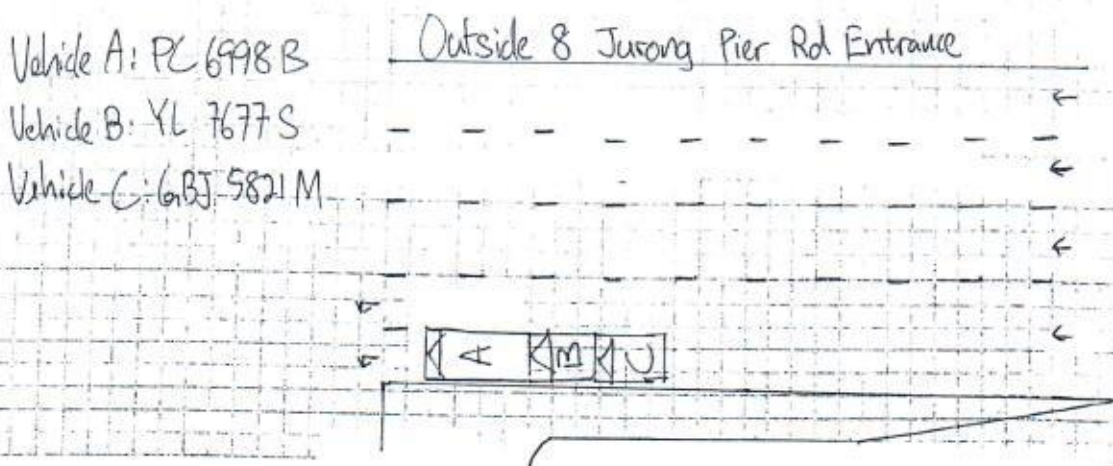 Vehicle A: PC 6998 B
Outside 8 Jurong Pier Rd Entrance
Vehicle B: YL 7677 S
Vehicle C: GBJ 5821 M
A B C